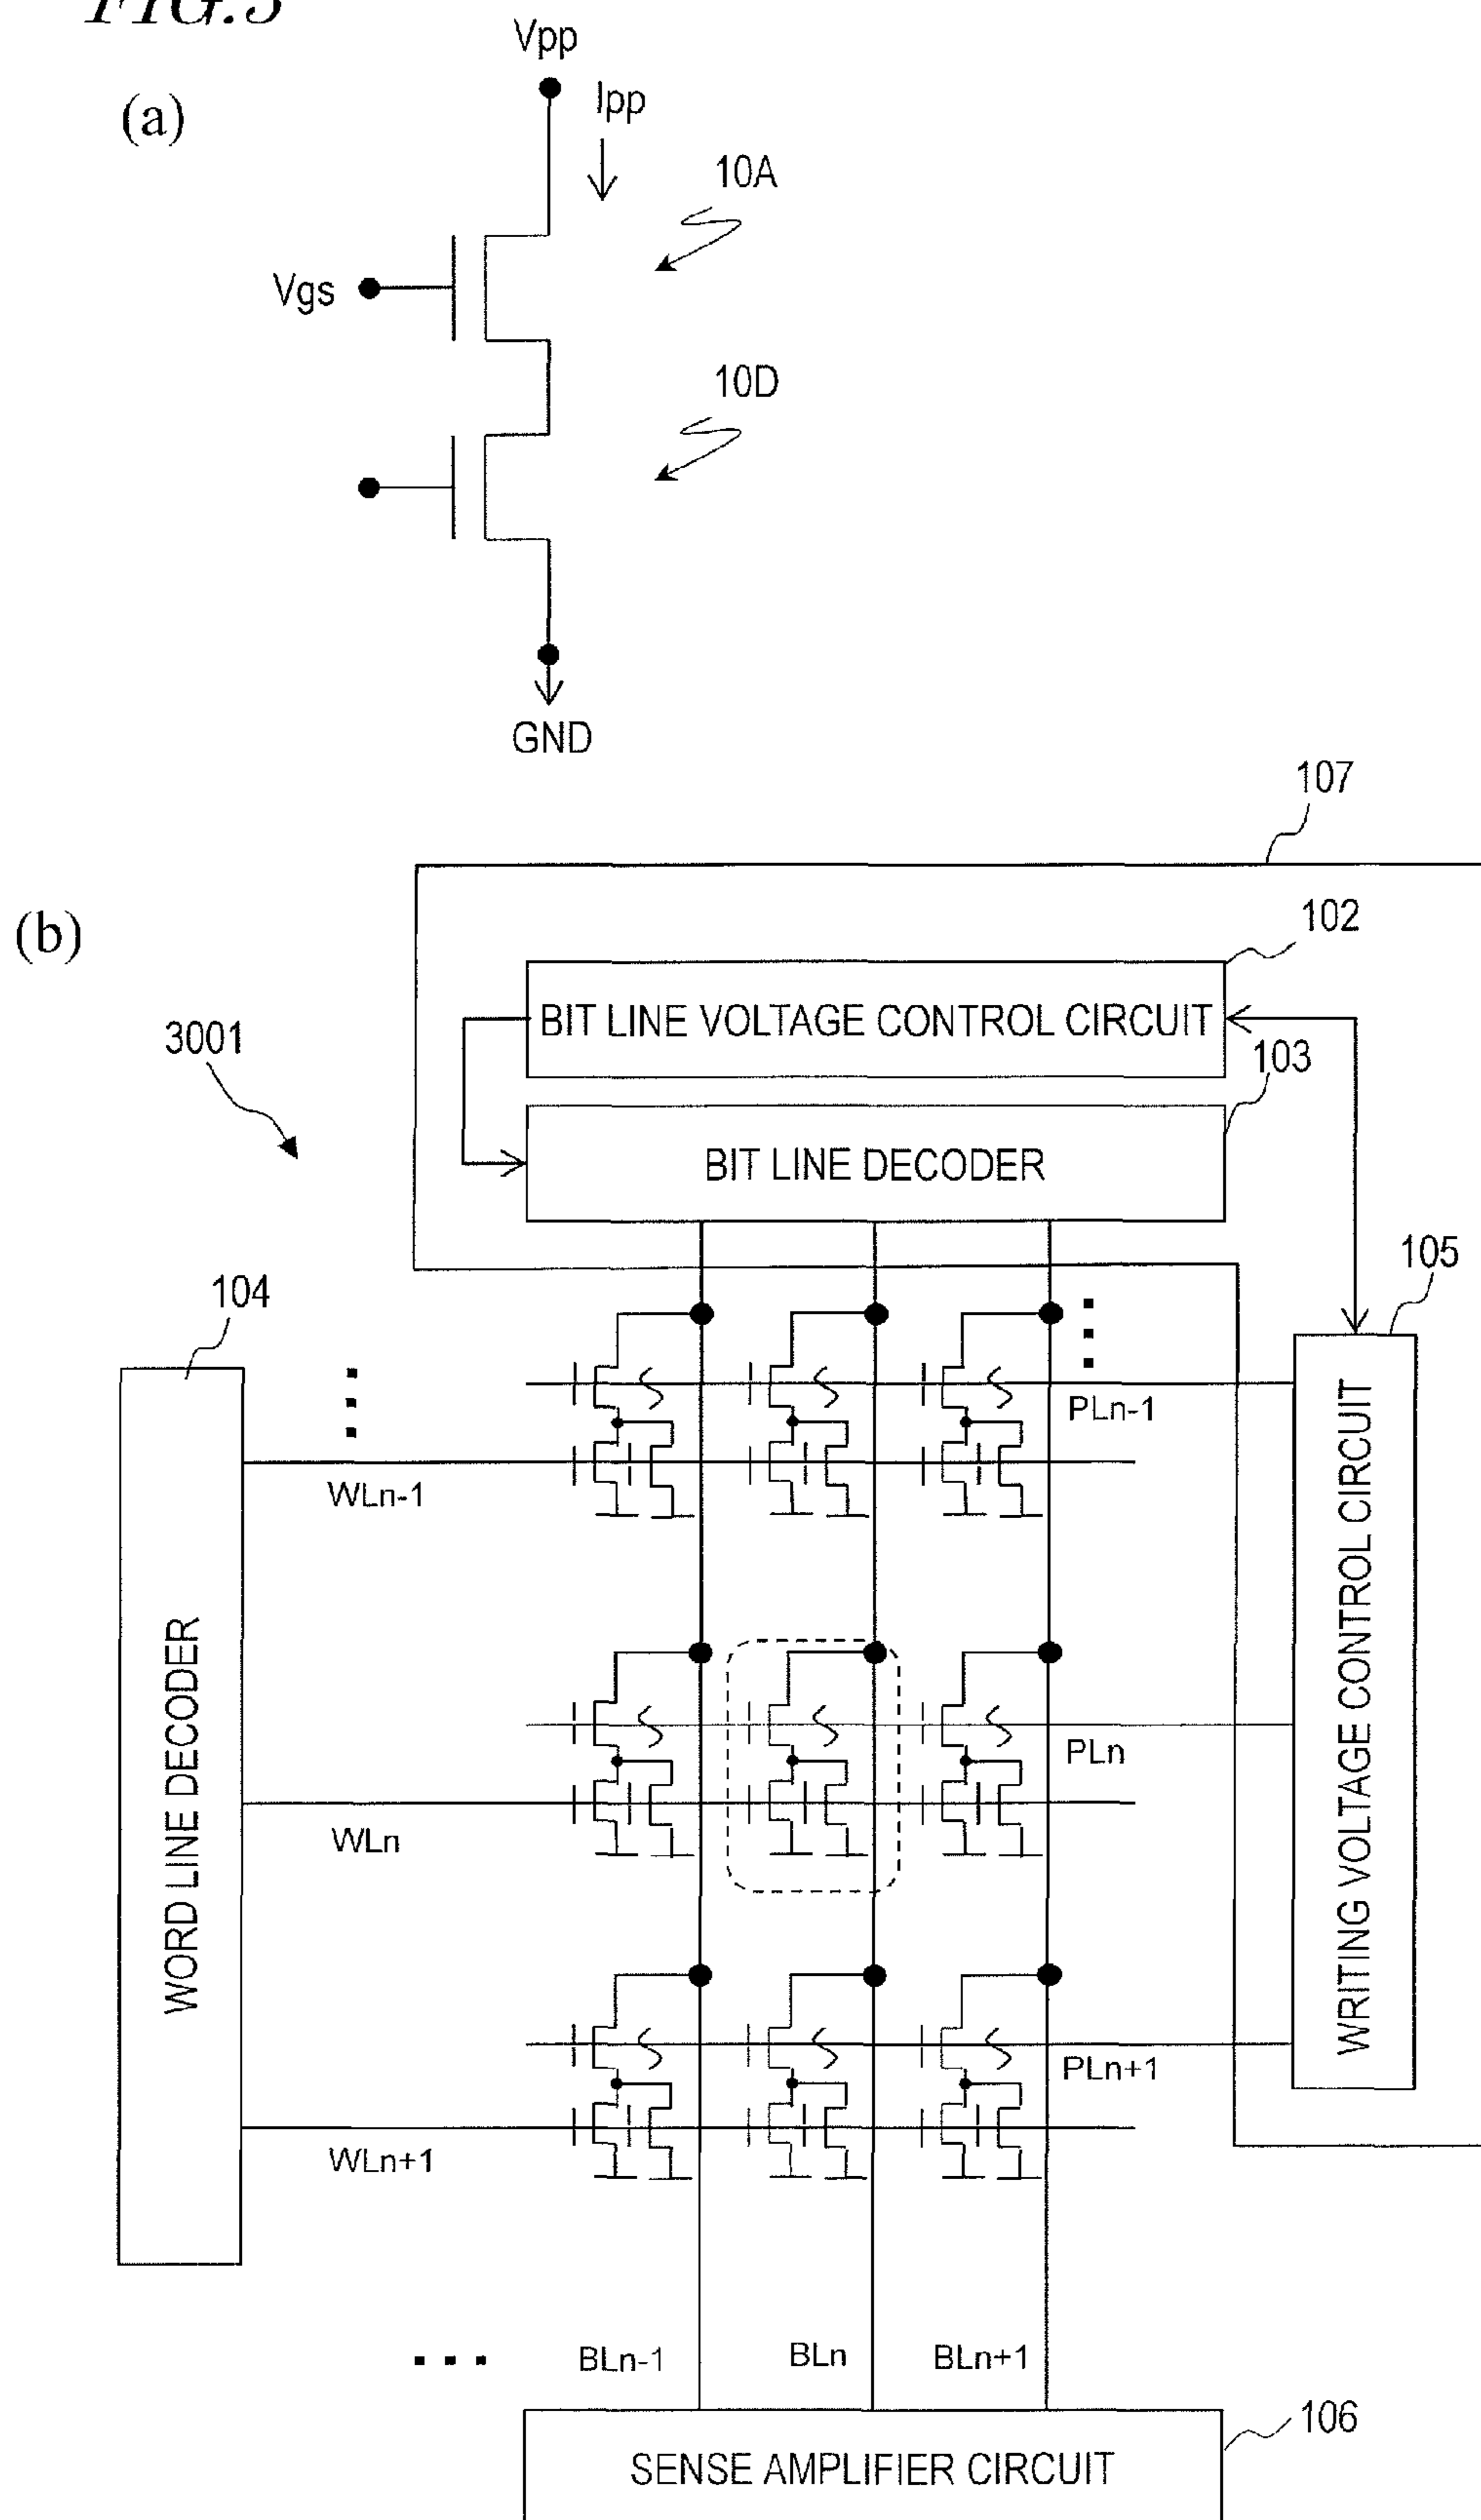 (a)
Vpp
Ipp
10A
Vgs
10D
GND
107
(b)
102
BIT LINE VOLTAGE CONTROL CIRCUIT
3001
103
BIT LINE DECODER
105
104
PLn-1
WLn-1
WORD LINE DECODER
WRITING VOLTAGE CONTROL CIRCUIT
PLn
WLn
PLn+1
WLn+1
BLn-1
BLn
BLn+1
106
SENSE AMPLIFIER CIRCUIT